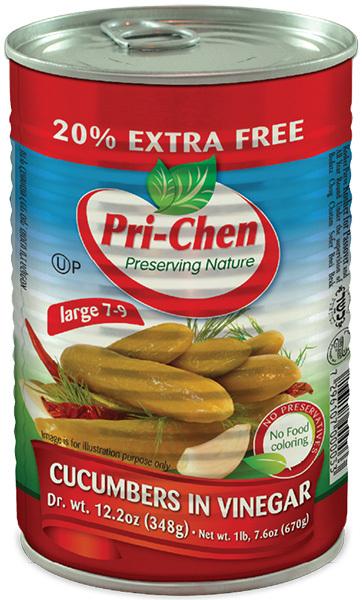 20% EXTRA FREE
Pri-Chen
Preserving Nature
U P
large 7-9
Image is for illustration purpose only
NO PRESERVATIVES
No Food
coloring
CUCUMBERS IN VINEGAR
Dr. wt. 12.2oz (348g) • Net wt. 1lb, 7.6oz (670g)